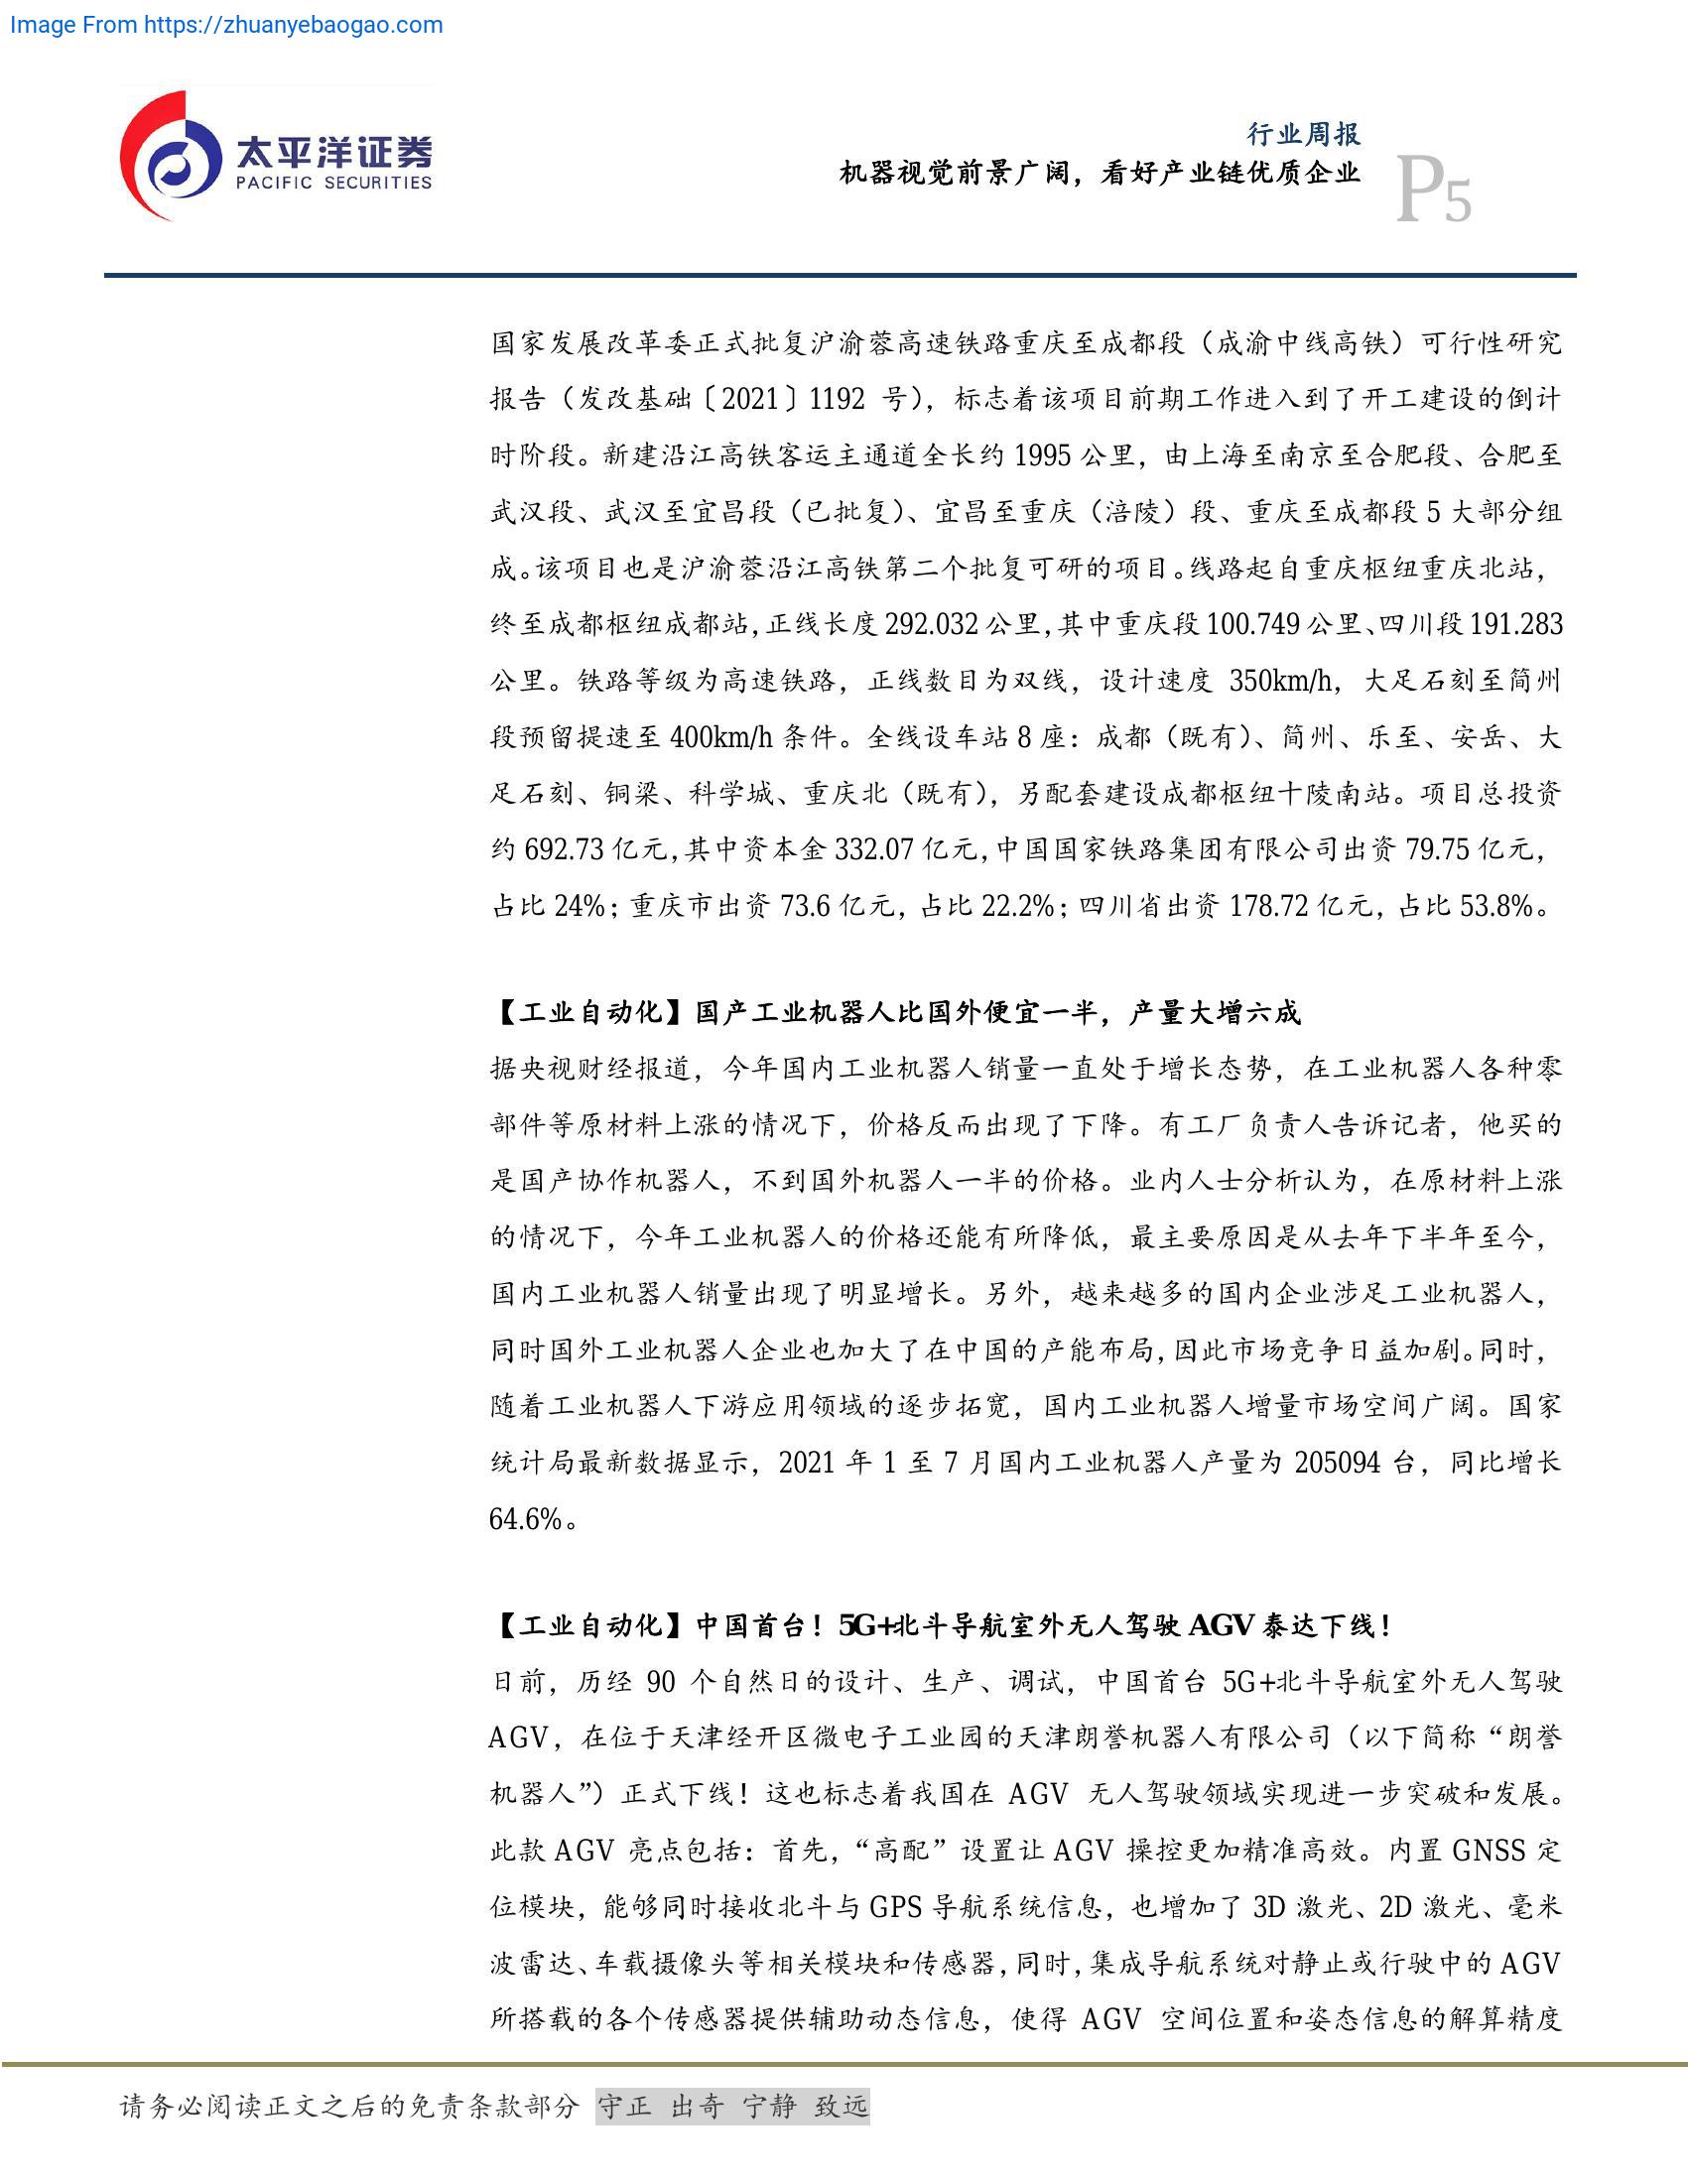 Image From https://zhuanyebaogao.com
太平洋证券
PACIFIC SECURITIES
行业周报
机器视觉前景广阔，看好产业链优质企业
P5
国家发展改革委正式批复沪渝蓉高速铁路重庆至成都段（成渝中线高铁）可行性研究
报告（发改基础〔2021〕1192 号），标志着该项目前期工作进入到了开工建设的倒计
时阶段。新建沿江高铁客运主通道全长约 1995 公里，由上海至南京至合肥段、合肥至
武汉段、武汉至宜昌段（已批复）、宜昌至重庆（涪陵）段、重庆至成都段 5 大部分组
成。该项目也是沪渝蓉沿江高铁第二个批复可研的项目。线路起自重庆枢纽重庆北站，
终至成都枢纽成都站，正线长度 292.032 公里，其中重庆段 100.749 公里、四川段 191.283
公里。铁路等级为高速铁路，正线数目为双线，设计速度 350km/h，大足石刻至简州
段预留提速至 400km/h 条件。全线设车站 8 座：成都（既有）、简州、乐至、安岳、大
足石刻、铜梁、科学城、重庆北（既有），另配套建设成都枢纽十陵南站。项目总投资
约 692.73 亿元，其中资本金 332.07 亿元，中国国家铁路集团有限公司出资 79.75 亿元，
占比 24%；重庆市出资 73.6 亿元，占比 22.2%；四川省出资 178.72 亿元，占比 53.8%。
【工业自动化】国产工业机器人比国外便宜一半，产量大增六成
据央视财经报道，今年国内工业机器人销量一直处于增长态势，在工业机器人各种零
部件等原材料上涨的情况下，价格反而出现了下降。有工厂负责人告诉记者，他买的
是国产协作机器人，不到国外机器人一半的价格。业内人士分析认为，在原材料上涨
的情况下，今年工业机器人的价格还能有所降低，最主要原因是从去年下半年至今，
国内工业机器人销量出现了明显增长。另外，越来越多的国内企业涉足工业机器人，
同时国外工业机器人企业也加大了在中国的产能布局，因此市场竞争日益加剧。同时，
随着工业机器人下游应用领域的逐步拓宽，国内工业机器人增量市场空间广阔。国家
统计局最新数据显示，2021 年 1 至 7 月国内工业机器人产量为 205094 台，同比增长
64.6%。
【工业自动化】中国首台！5G+北斗导航室外无人驾驶 AGV 泰达下线！
日前，历经 90 个自然日的设计、生产、调试，中国首台 5G+北斗导航室外无人驾驶
AGV，在位于天津经开区微电子工业园的天津朗誉机器人有限公司（以下简称“朗誉
机器人”）正式下线！这也标志着我国在 AGV 无人驾驶领域实现进一步突破和发展。
此款 AGV 亮点包括：首先，“高配”设置让 AGV 操控更加精准高效。内置 GNSS 定
位模块，能够同时接收北斗与 GPS 导航系统信息，也增加了 3D 激光、2D 激光、毫米
波雷达、车载摄像头等相关模块和传感器，同时，集成导航系统对静止或行驶中的 AGV
所搭载的各个传感器提供辅助动态信息，使得 AGV 空间位置和姿态信息的解算精度
请务必阅读正文之后的免责条款部分 守正 出奇 宁静 致远